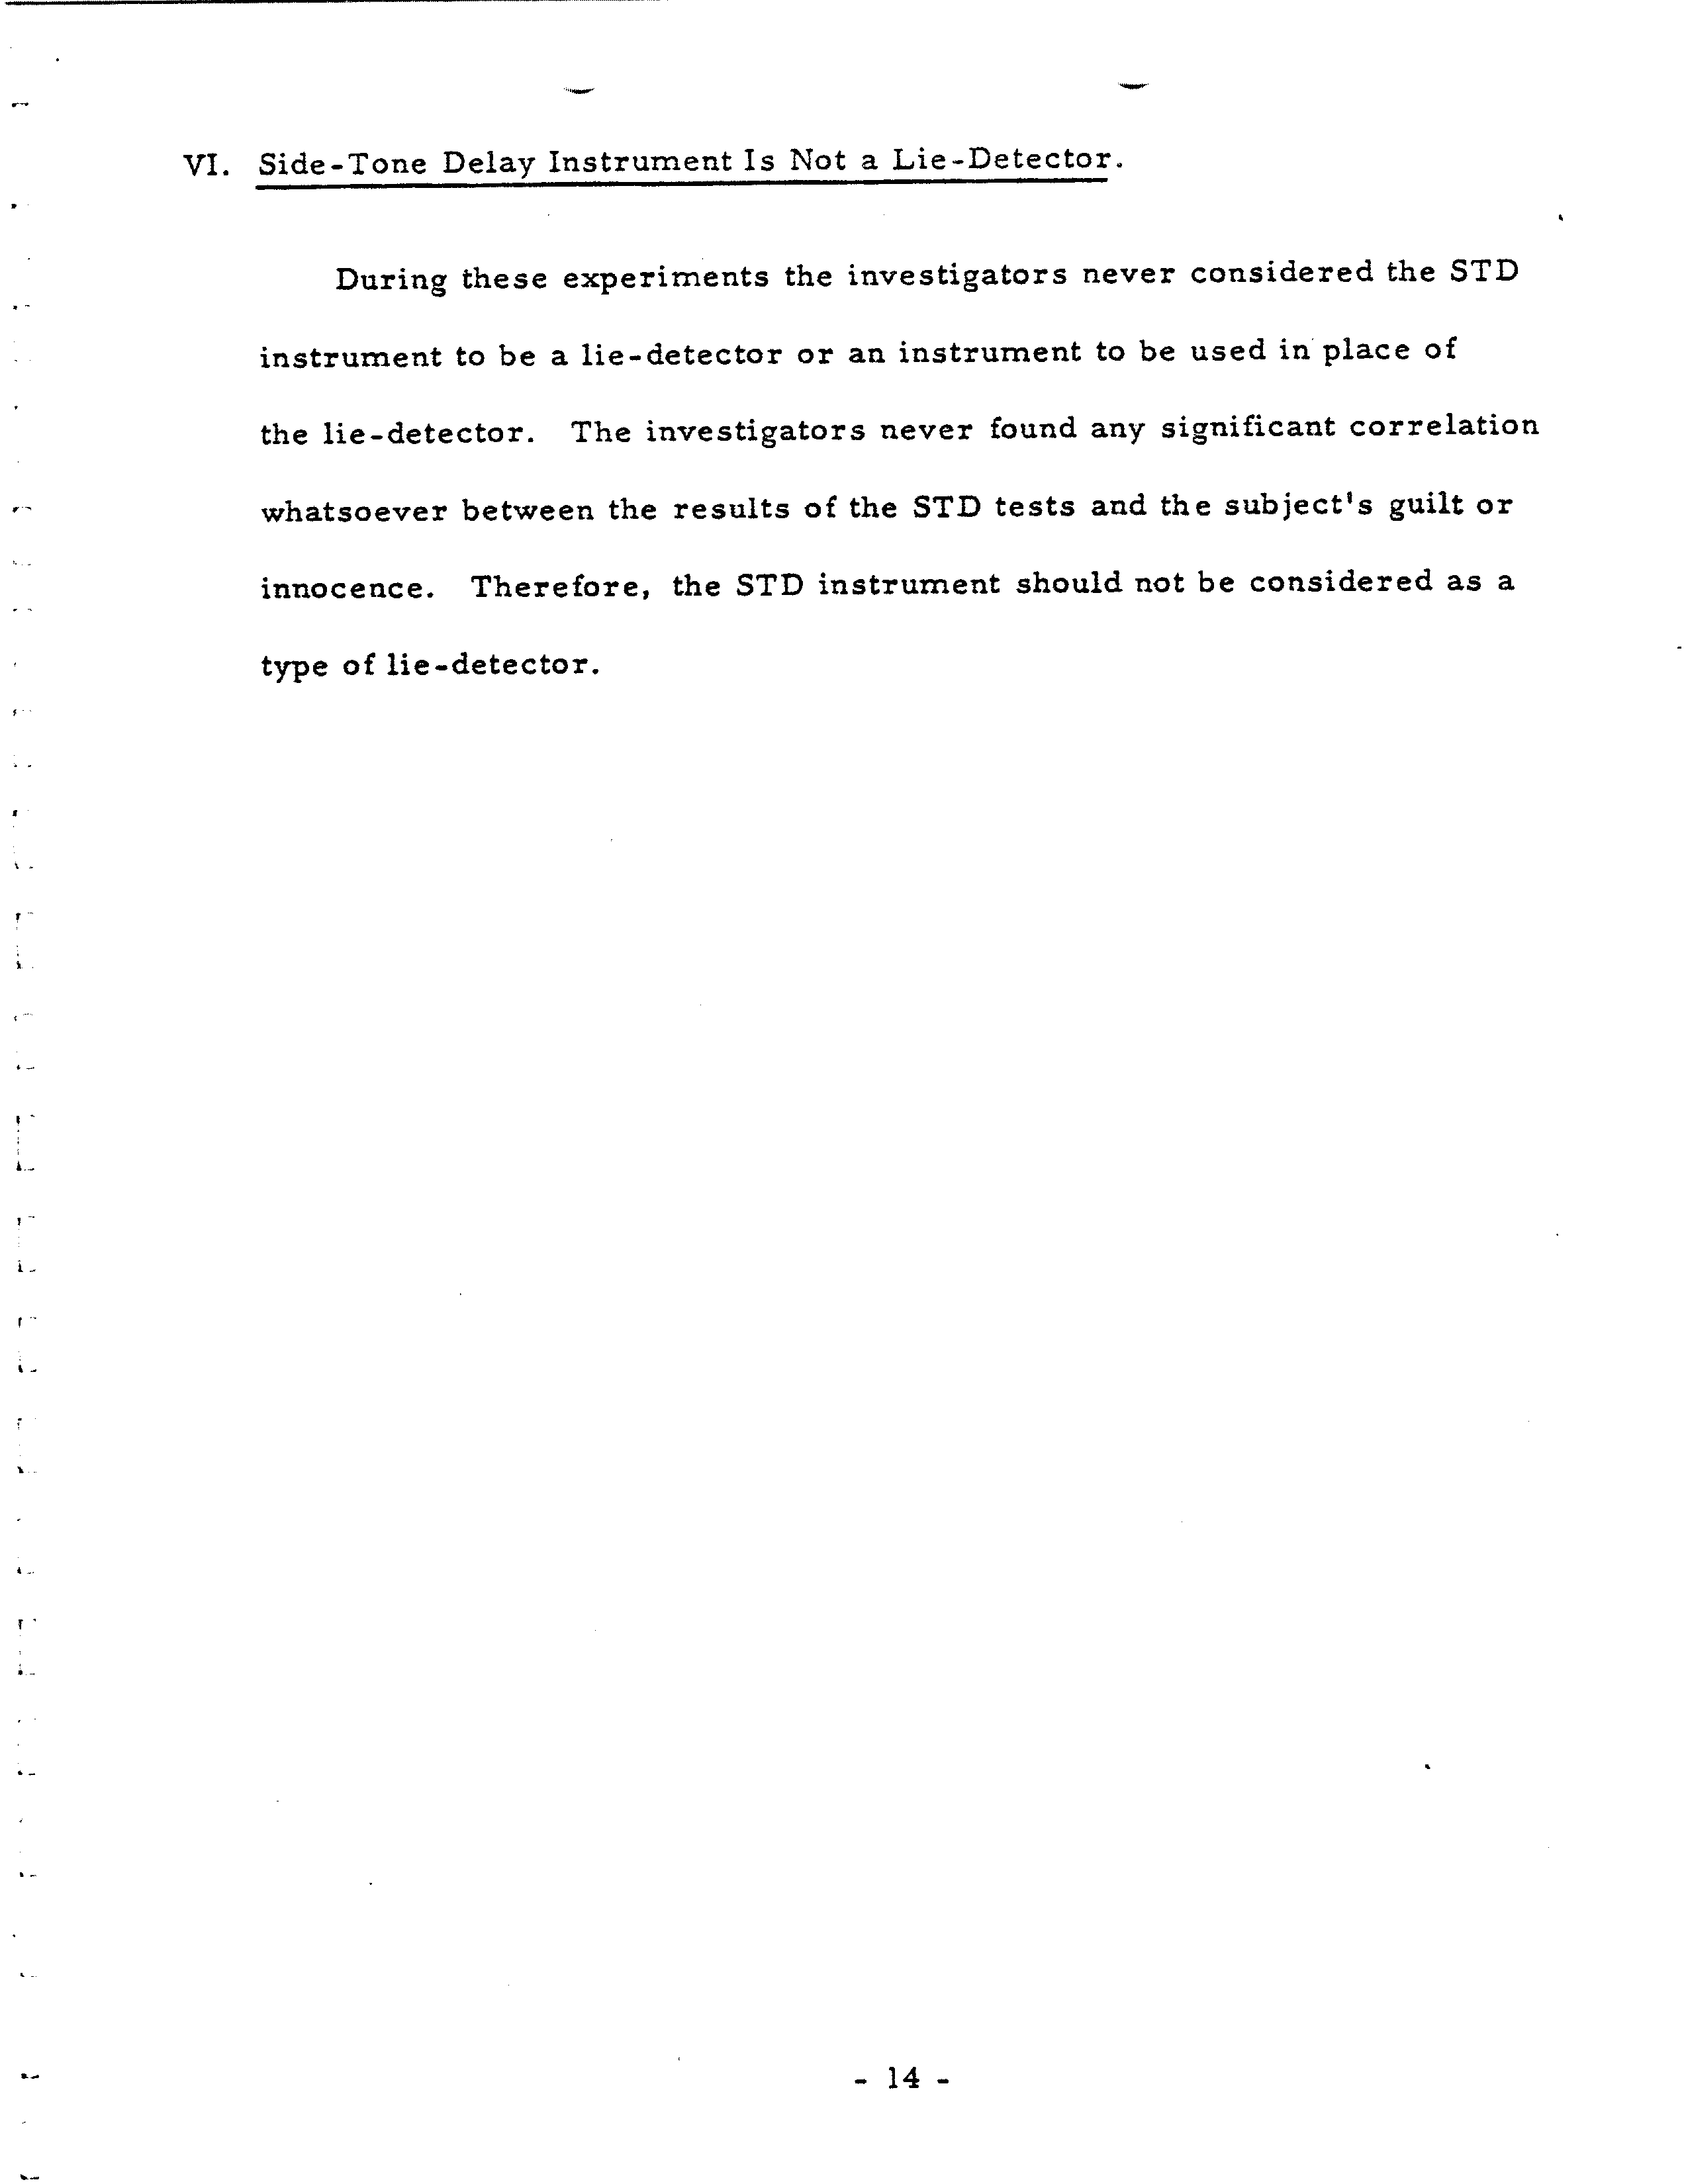 VI. Side-Tone Delay Instrument Is Not a Lie-Detector.
During these experiments the investigators never considered the STD
instrument to be a lie-detector or an instrument to be used in place of
the lie-detector. The investigators never found any significant correlation
whatsoever between the results of the STD tests and the subject's guilt or
innocence. Therefore, the STD instrument should not be considered as a
type of lie-detector.
- 14 -